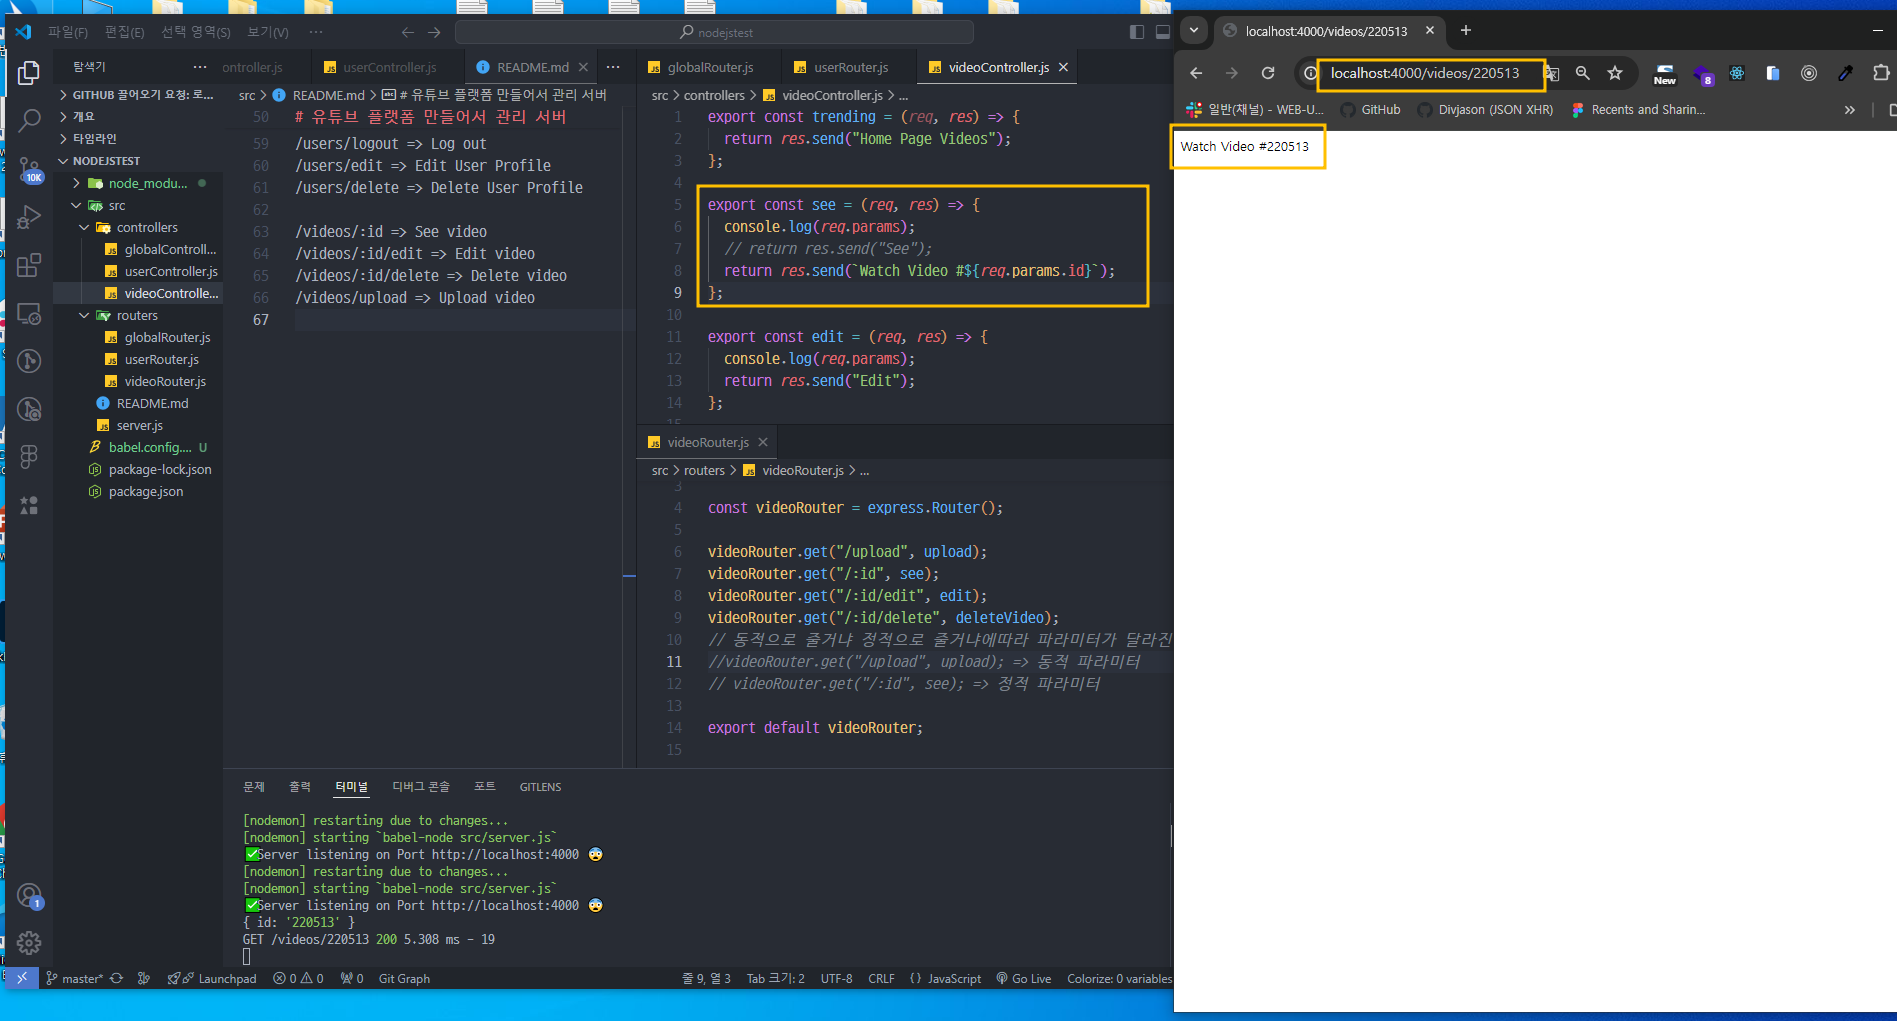 파일(F) 편집(E) 선택 영역(S) 보기(V) ···
nodejstest
탐색기 ···
GITHUB 끌어오기 요청: 로...
개요
타임라인
NODEJSTEST
node_modu...
src
controllers
globalControll...
userController.js
videoControlle...
routers
globalRouter.js
userRouter.js
videoRouter.js
README.md
server.js
babel.config.... U
package-lock.json
package.json
10K
1
ontroller.js userController.js README.md ···
src > README.md > # 유튜브 플랫폼 만들어서 관리 서버
50 # 유튜브 플랫폼 만들어서 관리 서버
59 /users/logout => Log out
60 /users/edit => Edit User Profile
61 /users/delete => Delete User Profile
62
63 /videos/:id => See video
64 /videos/:id/edit => Edit video
65 /videos/:id/delete => Delete video
66 /videos/upload => Upload video
67
globalRouter.js userRouter.js videoController.js
src > controllers > videoController.js > ...
1 export const trending = (req, res) => {
2 return res.send("Home Page Videos");
3 };
4
5 export const see = (req, res) => {
6 console.log(req.params);
7 // return res.send("See");
8 return res.send(`Watch Video #${req.params.id}`);
9 };
10
11 export const edit = (req, res) => {
12 console.log(req.params);
13 return res.send("Edit");
14 };
15
videoRouter.js
src > routers > videoRouter.js > ...
3
4 const videoRouter = express.Router();
5
6 videoRouter.get("/upload", upload);
7 videoRouter.get("/:id", see);
8 videoRouter.get("/:id/edit", edit);
9 videoRouter.get("/:id/delete", deleteVideo);
10 // 동적으로 줄거냐 정적으로 줄거냐에따라 파라미터가 달라진
11 //videoRouter.get("/upload", upload); => 동적 파라미터
12 // videoRouter.get("/:id", see); => 정적 파라미터
13
14 export default videoRouter;
15
문제 출력 터미널 디버그 콘솔 포트 GITLENS
[nodemon] restarting due to changes...
[nodemon] starting `babel-node src/server.js`
✅Server listening on Port http://localhost:4000 😨
[nodemon] restarting due to changes...
[nodemon] starting `babel-node src/server.js`
✅Server listening on Port http://localhost:4000 😨
{ id: '220513' }
GET /videos/220513 200 5.308 ms - 19
master* Launchpad 0 0 0 Git Graph 줄 9, 열 3 Tab 크기: 2 UTF-8 CRLF {} JavaScript Go Live Colorize: 0 variables
localhost:4000/videos/220513
localhost:4000/videos/220513
New 8
일반(채널) - WEB-U... GitHub Divjason (JSON XHR) Recents and Sharin...
Watch Video #220513